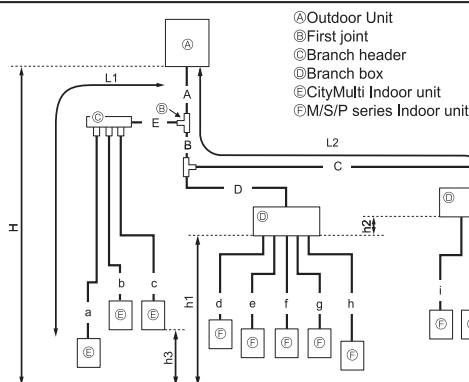 ⒶOutdoor Unit
ⒷFirst joint
ⒸBranch header
ⒹBranch box
ⒺCityMulti Indoor unit
ⒻM/S/P series Indoor unit
Ⓐ
L1
A
Ⓑ
Ⓒ
E
B
L2
C
H
D
Ⓓ
Ⓓ
h2
h1
a
b
c
d
e
f
g
h
i
Ⓔ
Ⓔ
Ⓔ
h3
Ⓕ
Ⓕ
Ⓕ
Ⓕ
Ⓕ
Ⓕ